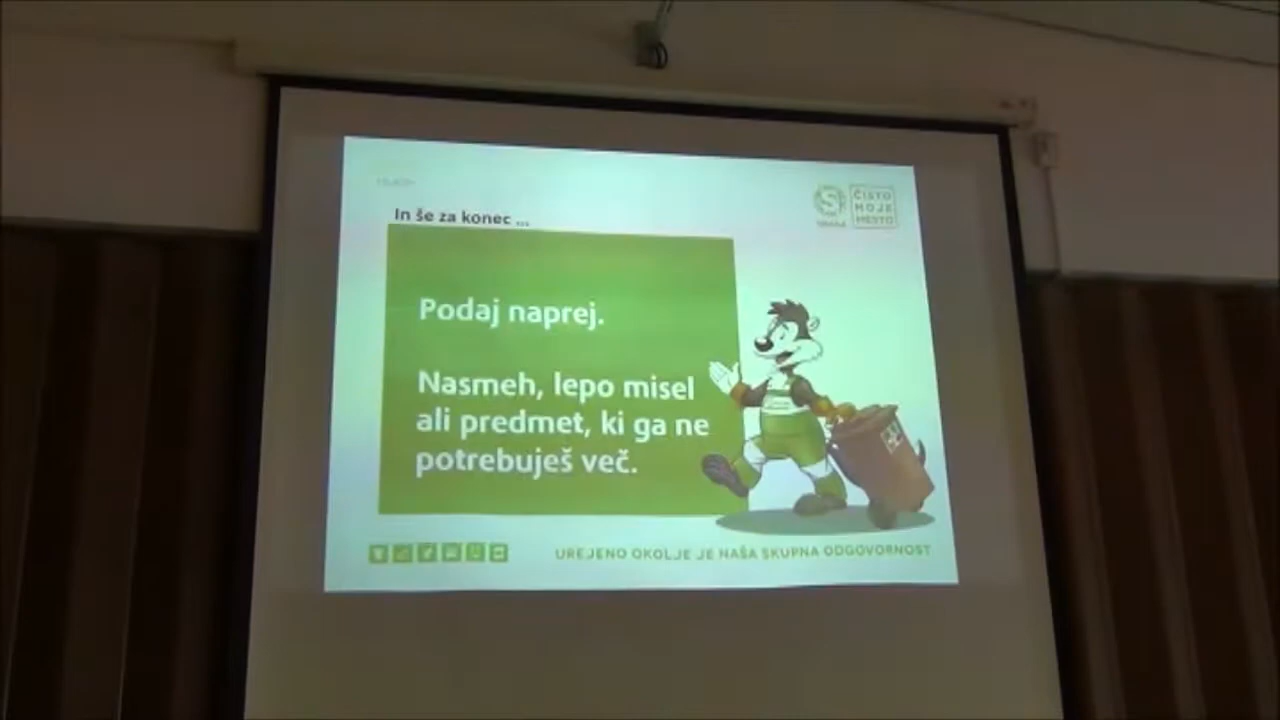 In še za konec ...
ČISTO
MOJE
MESTO
Podaj naprej.
Nasmeh, lepo misel
ali predmet, ki ga ne
potrebuješ več.
UREJENO OKOLJE JE NAŠA SKUPNA ODGOVORNOST